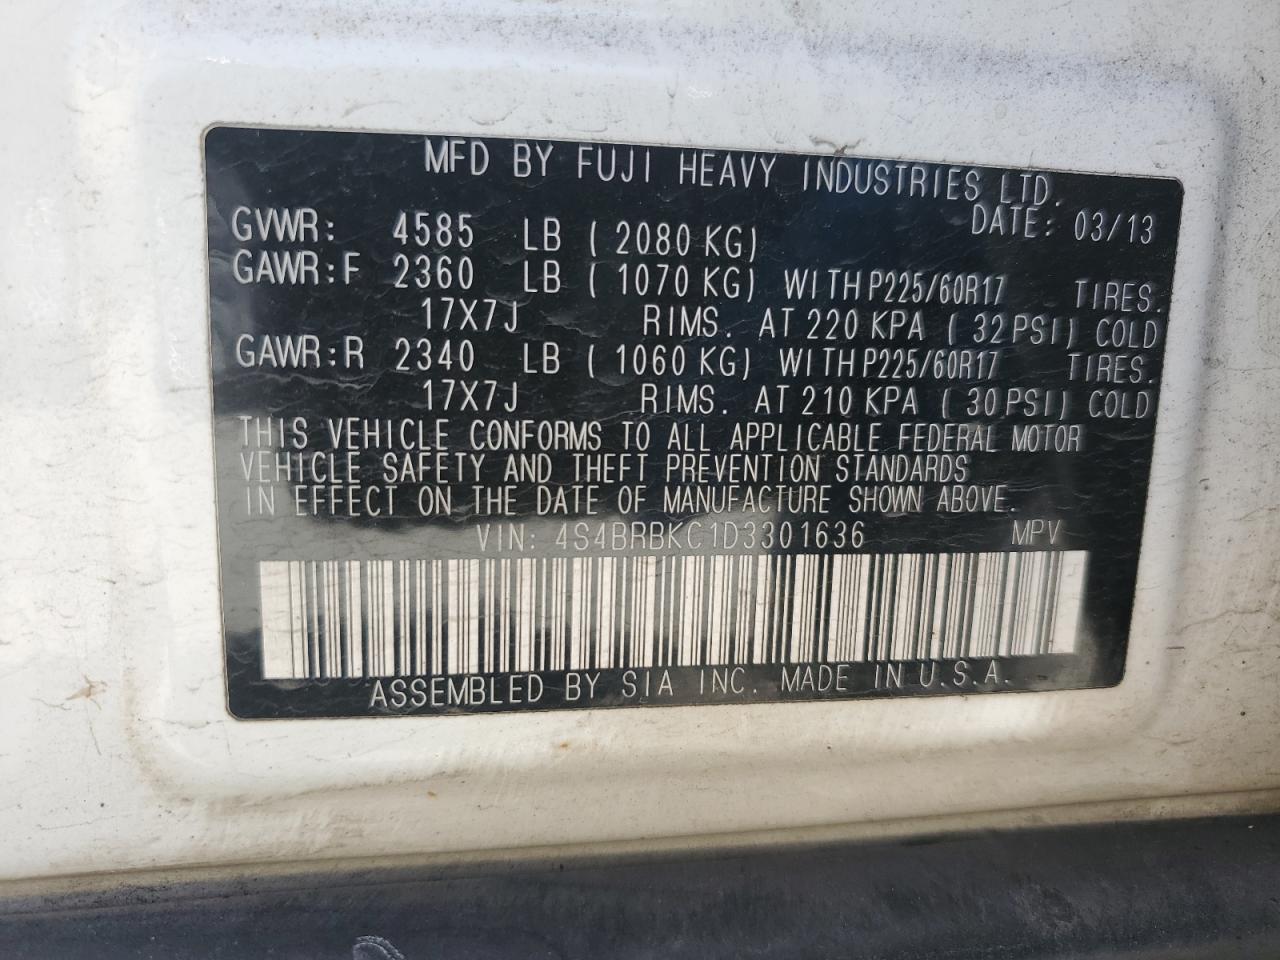 MFD BY FUJI HEAVY INDUSTRIES LTD.
DATE: 03/13
GVWR: 4585 LB (2080 KG)
GAWR:F 2360 LB (1070 KG) WITH P225/60R17 TIRES.
17X7J RIMS. AT 220 KPA (32 PSI) COLD
GAWR:R 2340 LB (1060 KG) WITH P225/60R17 TIRES.
17X7J RIMS. AT 210 KPA (30 PSI) COLD
THIS VEHICLE CONFORMS TO ALL APPLICABLE FEDERAL MOTOR
VEHICLE SAFETY AND THEFT PREVENTION STANDARDS
IN EFFECT ON THE DATE OF MANUFACTURE SHOWN ABOVE.
VIN: 4S4BRBKC1D3301636 MPV
ASSEMBLED BY SIA INC. MADE IN U.S.A.